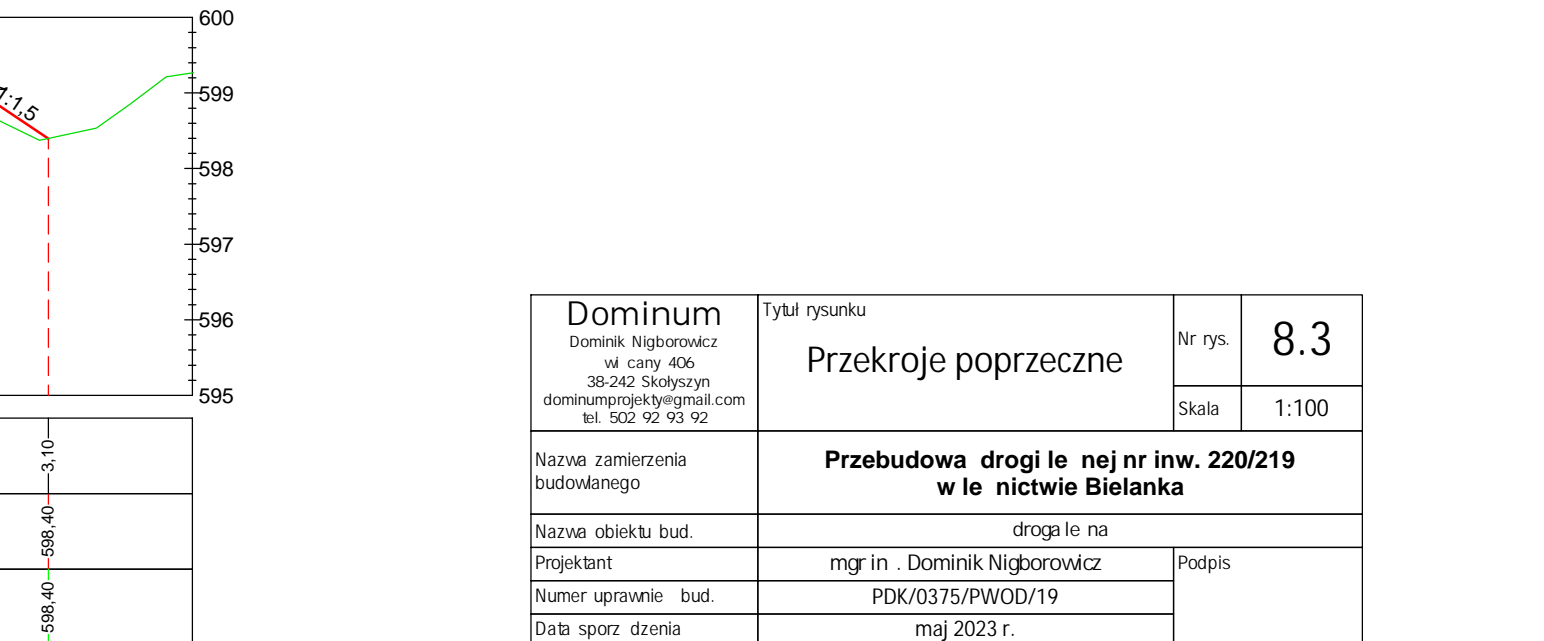 600
1:1,5
599
598
597
596
595
3,10
598,40
598,40
Dominum
Dominik Nigborowicz
wi cany 406
38-242 Skołyszyn
dominumprojekty@gmail.com
tel. 502 92 93 92
Tytuł rysunku
Przekroje poprzeczne
Nr rys.
8.3
Skala
1:100
Nazwa zamierzenia
budowlanego
Przebudowa drogi le nej nr inw. 220/219
w le nictwie Bielanka
Nazwa obiektu bud.
droga le na
Projektant
mgr in . Dominik Nigborowicz
Podpis
Numer uprawnie bud.
PDK/0375/PWOD/19
Data sporz dzenia
maj 2023 r.